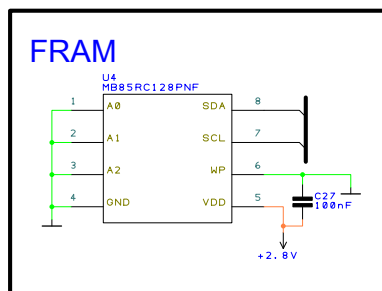 FRAM
U4
MB85RC128PNF
1 A0 SDA 8
2 A1 SCL 7
3 A2 WP 6
4 GND VDD 5
C27
100nF
+2.8V